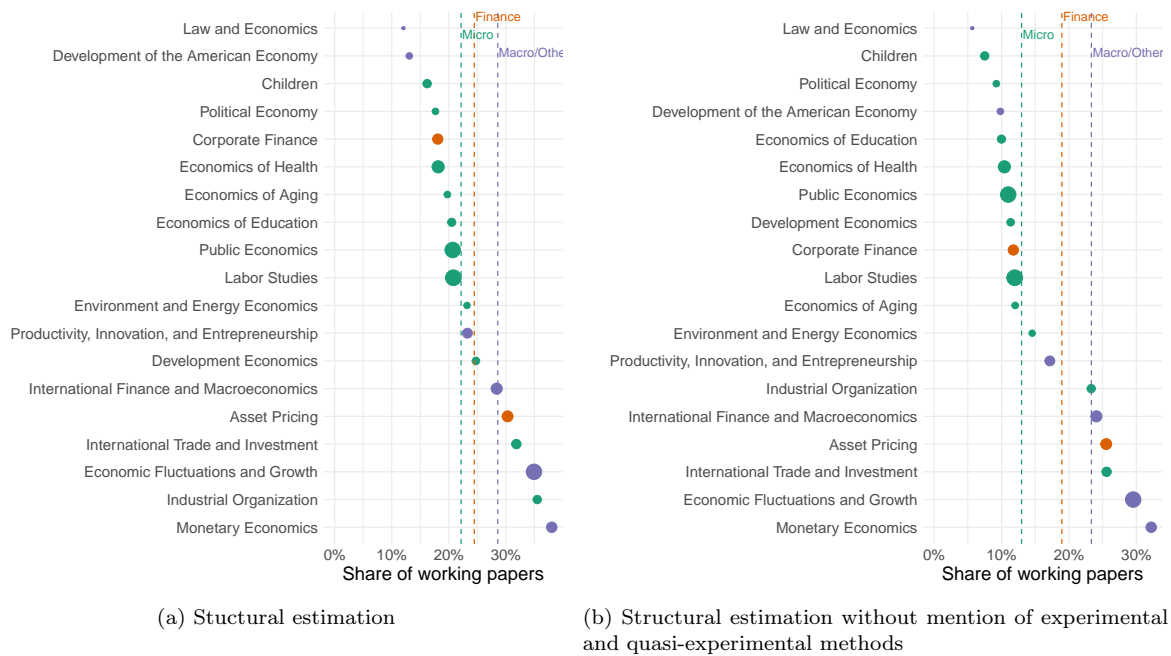 Finance
Micro
Macro/Othe
Law and Economics
Development of the American Economy
Children
Political Economy
Corporate Finance
Economics of Health
Economics of Aging
Economics of Education
Public Economics
Labor Studies
Environment and Energy Economics
Productivity, Innovation, and Entrepreneurship
Development Economics
International Finance and Macroeconomics
Asset Pricing
International Trade and Investment
Economic Fluctuations and Growth
Industrial Organization
Monetary Economics
0% 10% 20% 30%
Share of working papers
(a) Stuctural estimation
Finance
Micro
Macro/Other
Law and Economics
Children
Political Economy
Development of the American Economy
Economics of Education
Economics of Health
Public Economics
Development Economics
Corporate Finance
Labor Studies
Economics of Aging
Environment and Energy Economics
Productivity, Innovation, and Entrepreneurship
Industrial Organization
International Finance and Macroeconomics
Asset Pricing
International Trade and Investment
Economic Fluctuations and Growth
Monetary Economics
0% 10% 20% 30%
Share of working papers
(b) Structural estimation without mention of experimental
and quasi-experimental methods